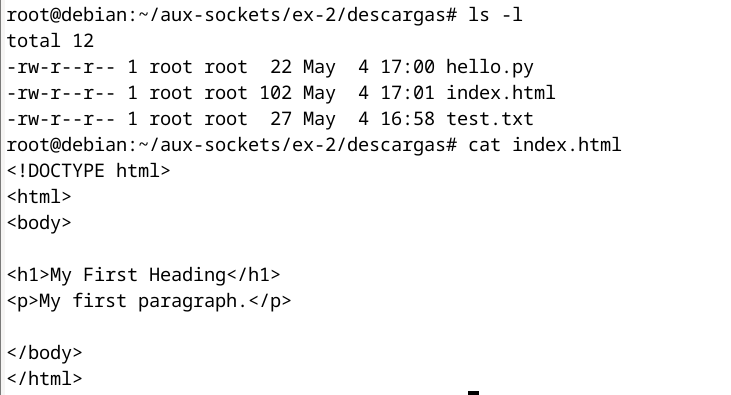 root@debian:~/aux-sockets/ex-2/descargas# ls -l
total 12
-rw-r--r-- 1 root root  22 May  4 17:00 hello.py
-rw-r--r-- 1 root root 102 May  4 17:01 index.html
-rw-r--r-- 1 root root  27 May  4 16:58 test.txt
root@debian:~/aux-sockets/ex-2/descargas# cat index.html
<!DOCTYPE html>
<html>
<body>

<h1>My First Heading</h1>
<p>My first paragraph.</p>

</body>
</html>